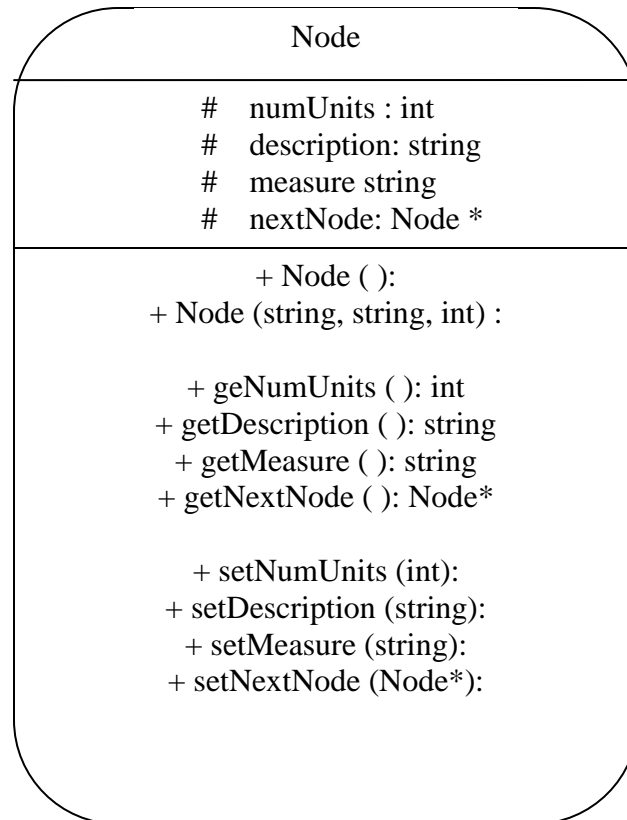 Node
# numUnits : int
# description: string
# measure string
# nextNode: Node *
+ Node ( ):
+ Node (string, string, int) :
+ geNumUnits ( ): int
+ getDescription ( ): string
+ getMeasure ( ): string
+ getNextNode ( ): Node*
+ setNumUnits (int):
+ setDescription (string):
+ setMeasure (string):
+ setNextNode (Node*):